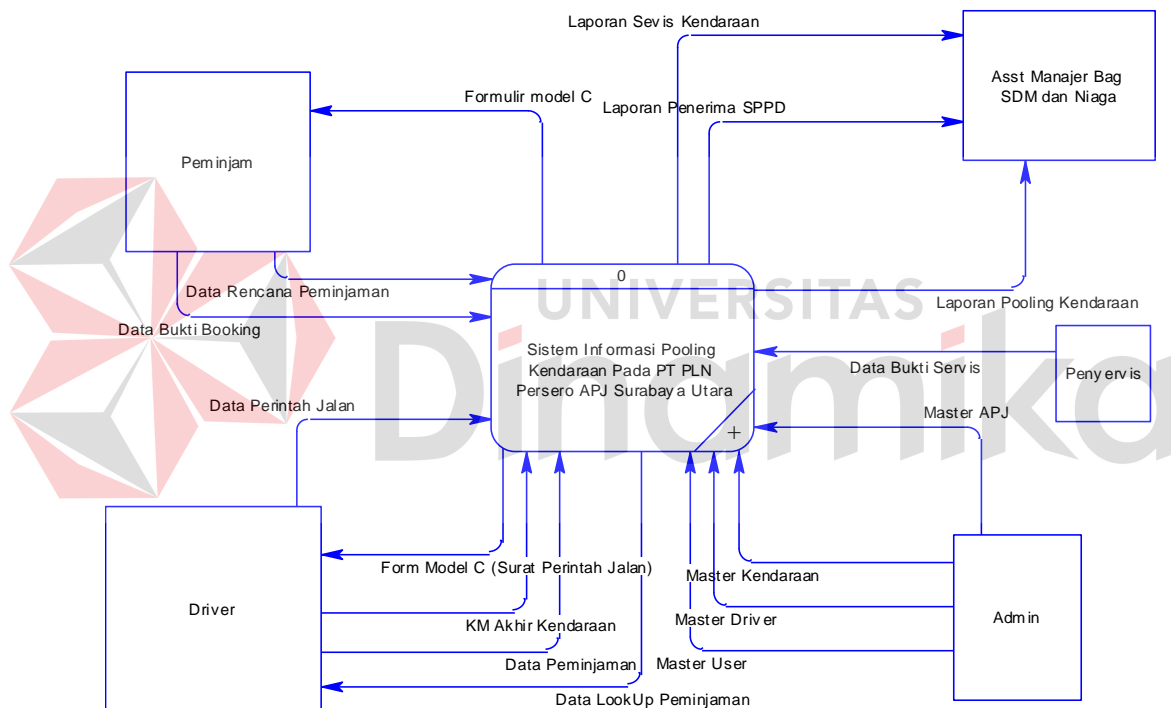 Laporan Sevis Kendaraan
Asst Manajer Bag
SDM dan Niaga
Formulir model C
Laporan Penerima SPPD
Peminjam
0
UNIVERSITAS
Dinamika
Data Rencana Peminjaman
Laporan Pooling Kendaraan
Data Bukti Booking
Sistem Informasi Pooling
Kendaraan Pada PT PLN
Persero APJ Surabaya Utara
Data Bukti Servis
Penyervis
Data Perintah Jalan
Master APJ
+
Form Model C (Surat Perintah Jalan)
Master Kendaraan
Driver
Admin
KM Akhir Kendaraan
Master Driver
Data Peminjaman
Master User
Data LookUp Peminjaman